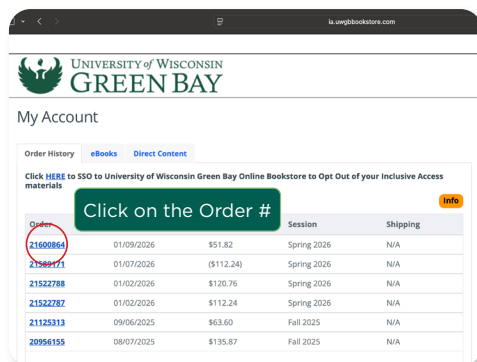 ia.uwgbbookstore.com
UNIVERSITY of WISCONSIN
GREEN BAY
My Account
Order History eBooks Direct Content
Click HERE to SSO to University of Wisconsin Green Bay Online Bookstore to Opt Out of your Inclusive Access
materials
Info
Click on the Order #
Order Session Shipping
21600864 01/09/2026 $51.82 Spring 2026 N/A
21589171 01/07/2026 ($112.24) Spring 2026 N/A
21522788 01/02/2026 $120.76 Spring 2026 N/A
21522787 01/02/2026 $112.24 Spring 2026 N/A
21125313 09/06/2025 $63.60 Fall 2025 N/A
20956155 08/07/2025 $135.87 Fall 2025 N/A